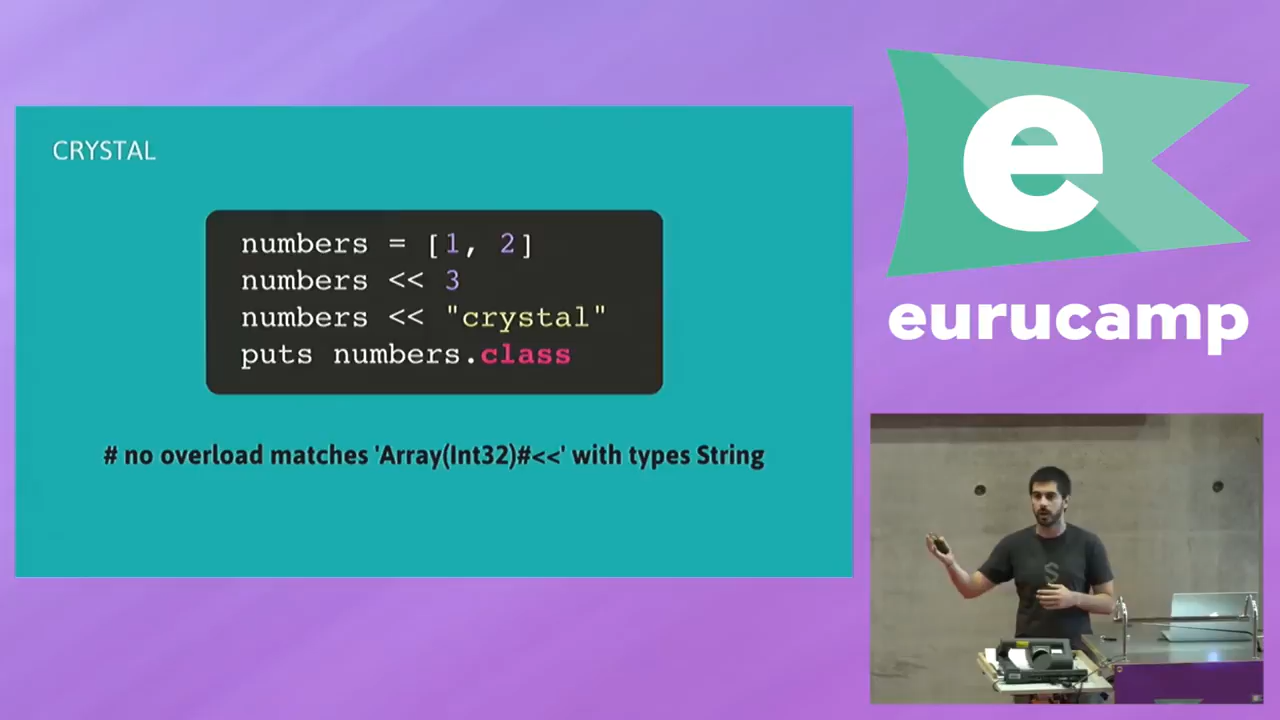 CRYSTAL
numbers = [1, 2]
numbers << 3
numbers << "crystal"
puts numbers.class
# no overload matches 'Array(Int32)#<<' with types String
e
eurucamp
S